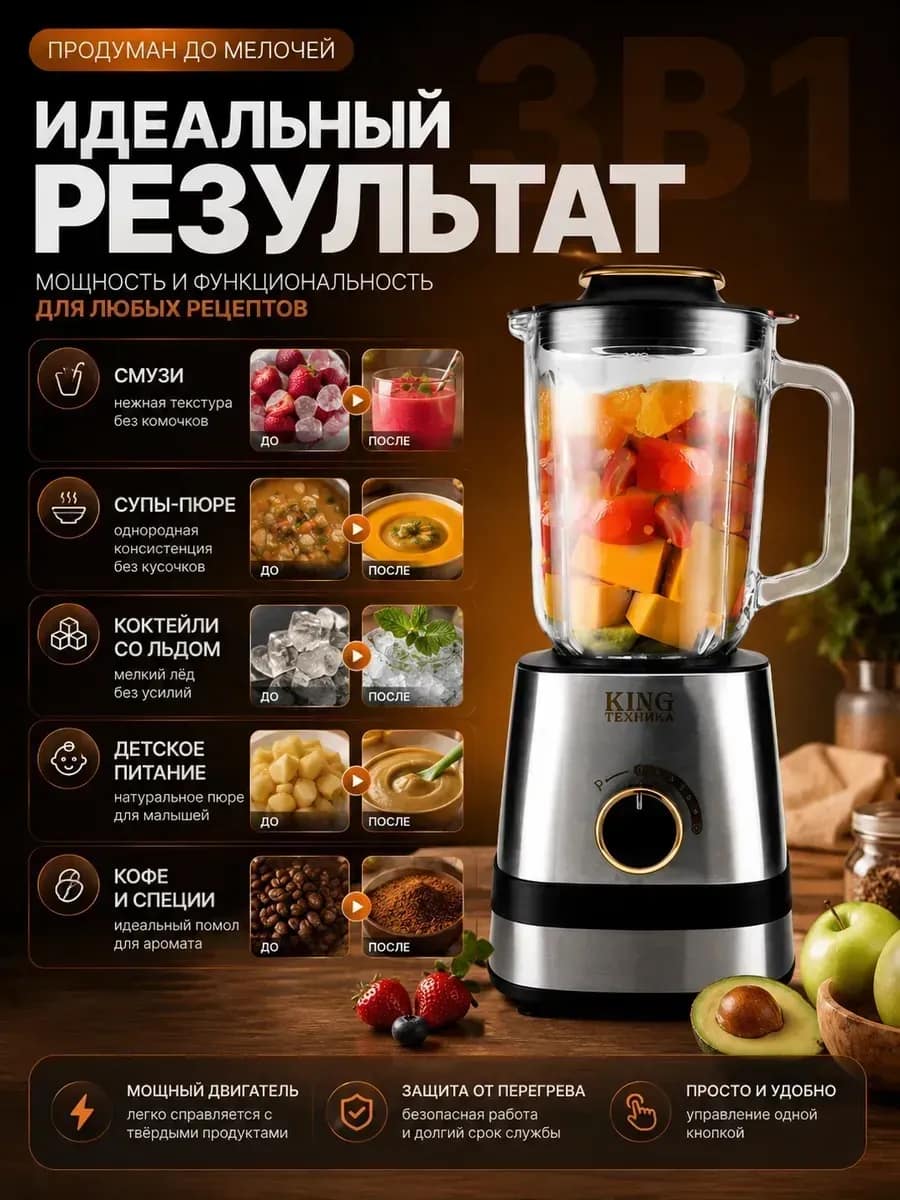 ПРОДУМАН ДО МЕЛОЧЕЙ
3В1
ИДЕАЛЬНЫЙ
РЕЗУЛЬТАТ
МОЩНОСТЬ И ФУНКЦИОНАЛЬНОСТЬ
ДЛЯ ЛЮБЫХ РЕЦЕПТОВ
СМУЗИ
нежная текстура
без комочков
ДО
ПОСЛЕ
СУПЫ-ПЮРЕ
однородная
консистенция
без кусочков
ДО
ПОСЛЕ
КОКТЕЙЛИ
СО ЛЬДОМ
мелкий лёд
без усилий
ДО
ПОСЛЕ
ДЕТСКОЕ
ПИТАНИЕ
натуральное пюре
для малышей
ДО
ПОСЛЕ
КОФЕ
И СПЕЦИИ
идеальный помол
для аромата
ДО
ПОСЛЕ
KING
ТЕХНИКА
P
МОЩНЫЙ ДВИГАТЕЛЬ
легко справляется с
твёрдыми продуктами
ЗАЩИТА ОТ ПЕРЕГРЕВА
безопасная работа
и долгий срок службы
ПРОСТО И УДОБНО
управление одной
кнопкой